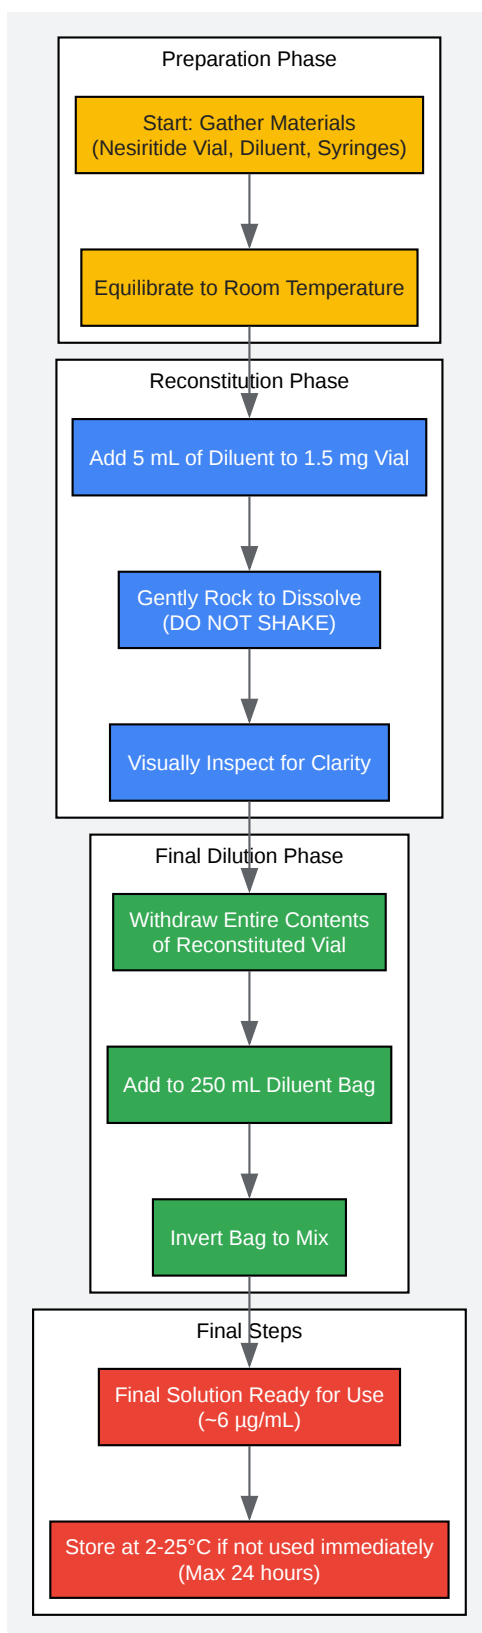 Preparation Phase
Start: Gather Materials
(Nesiritide Vial, Diluent, Syringes)
Equilibrate to Room Temperature
Reconstitution Phase
Add 5 mL of Diluent to 1.5 mg Vial
Gently Rock to Dissolve
(DO NOT SHAKE)
Visually Inspect for Clarity
Final Dilution Phase
Withdraw Entire Contents
of Reconstituted Vial
Add to 250 mL Diluent Bag
Invert Bag to Mix
Final Steps
Final Solution Ready for Use
(~6 µg/mL)
Store at 2-25°C if not used immediately
(Max 24 hours)